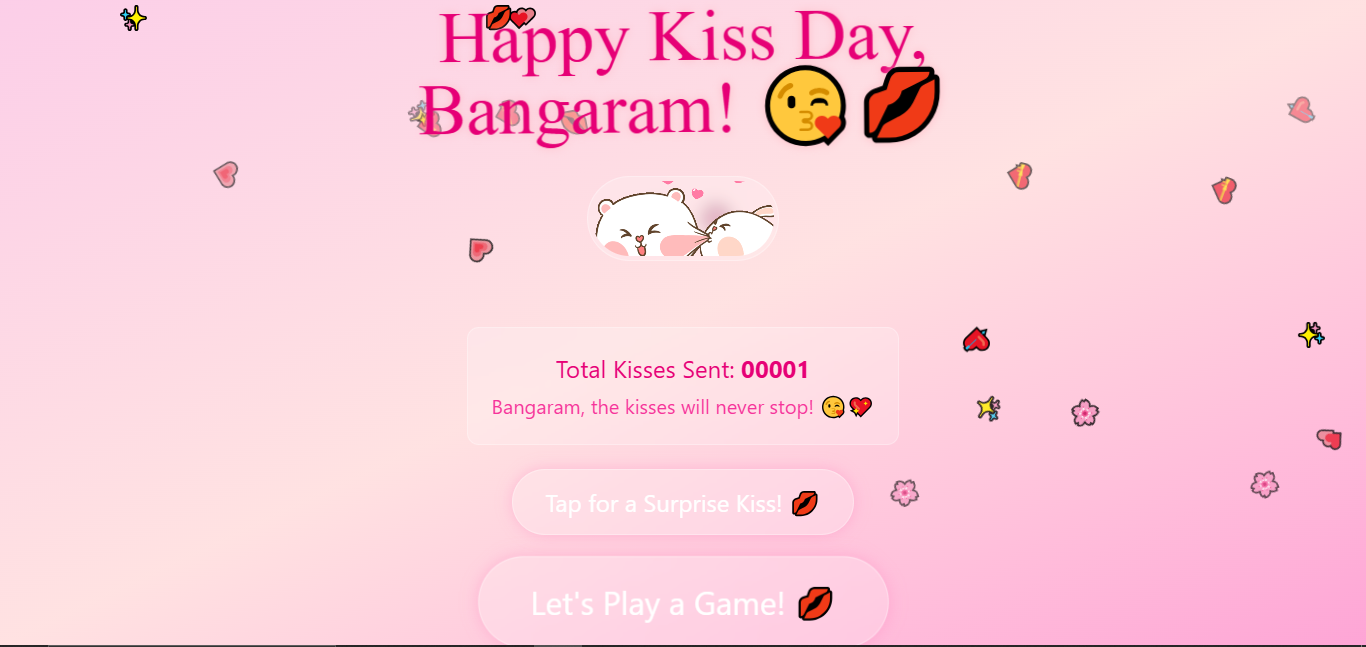 Happy Kiss Day,
Bangaram! 😘💋
Total Kisses Sent: 00001
Bangaram, the kisses will never stop! 😘💖
Tap for a Surprise Kiss! 💋
Let's Play a Game! 💋